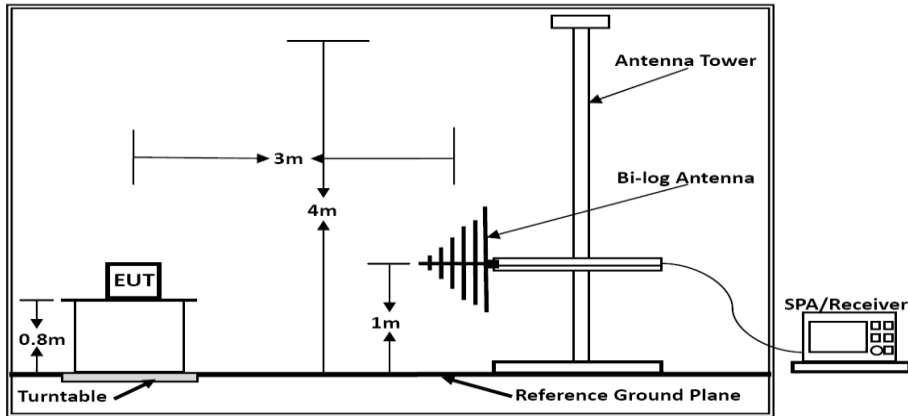 Antenna Tower
3m
Bi-log Antenna
4m
EUT
1m
SPA/Receiver
0.8m
Turntable
Reference Ground Plane